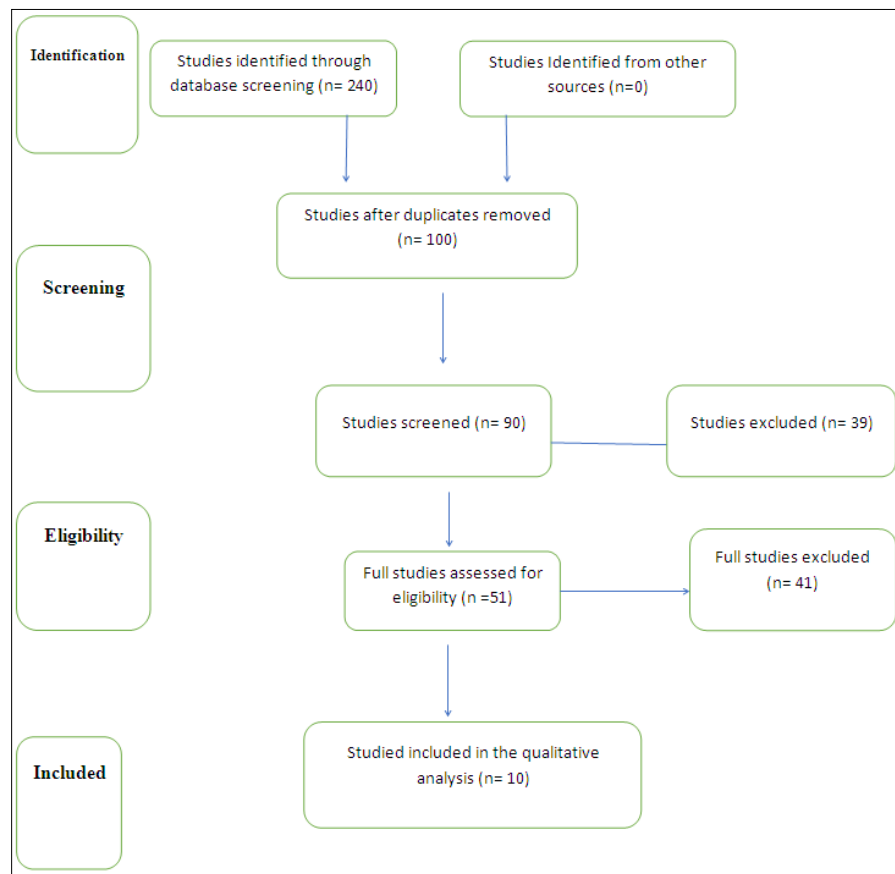 Identification
Studies identified through
database screening (n= 240)
Studies Identified from other
sources (n=0)
Studies after duplicates removed
(n= 100)
Screening
Studies screened (n= 90)
Studies excluded (n= 39)
Eligibility
Full studies assessed for
eligibility (n =51)
Full studies excluded
(n= 41)
Included
Studied included in the qualitative
analysis (n= 10)